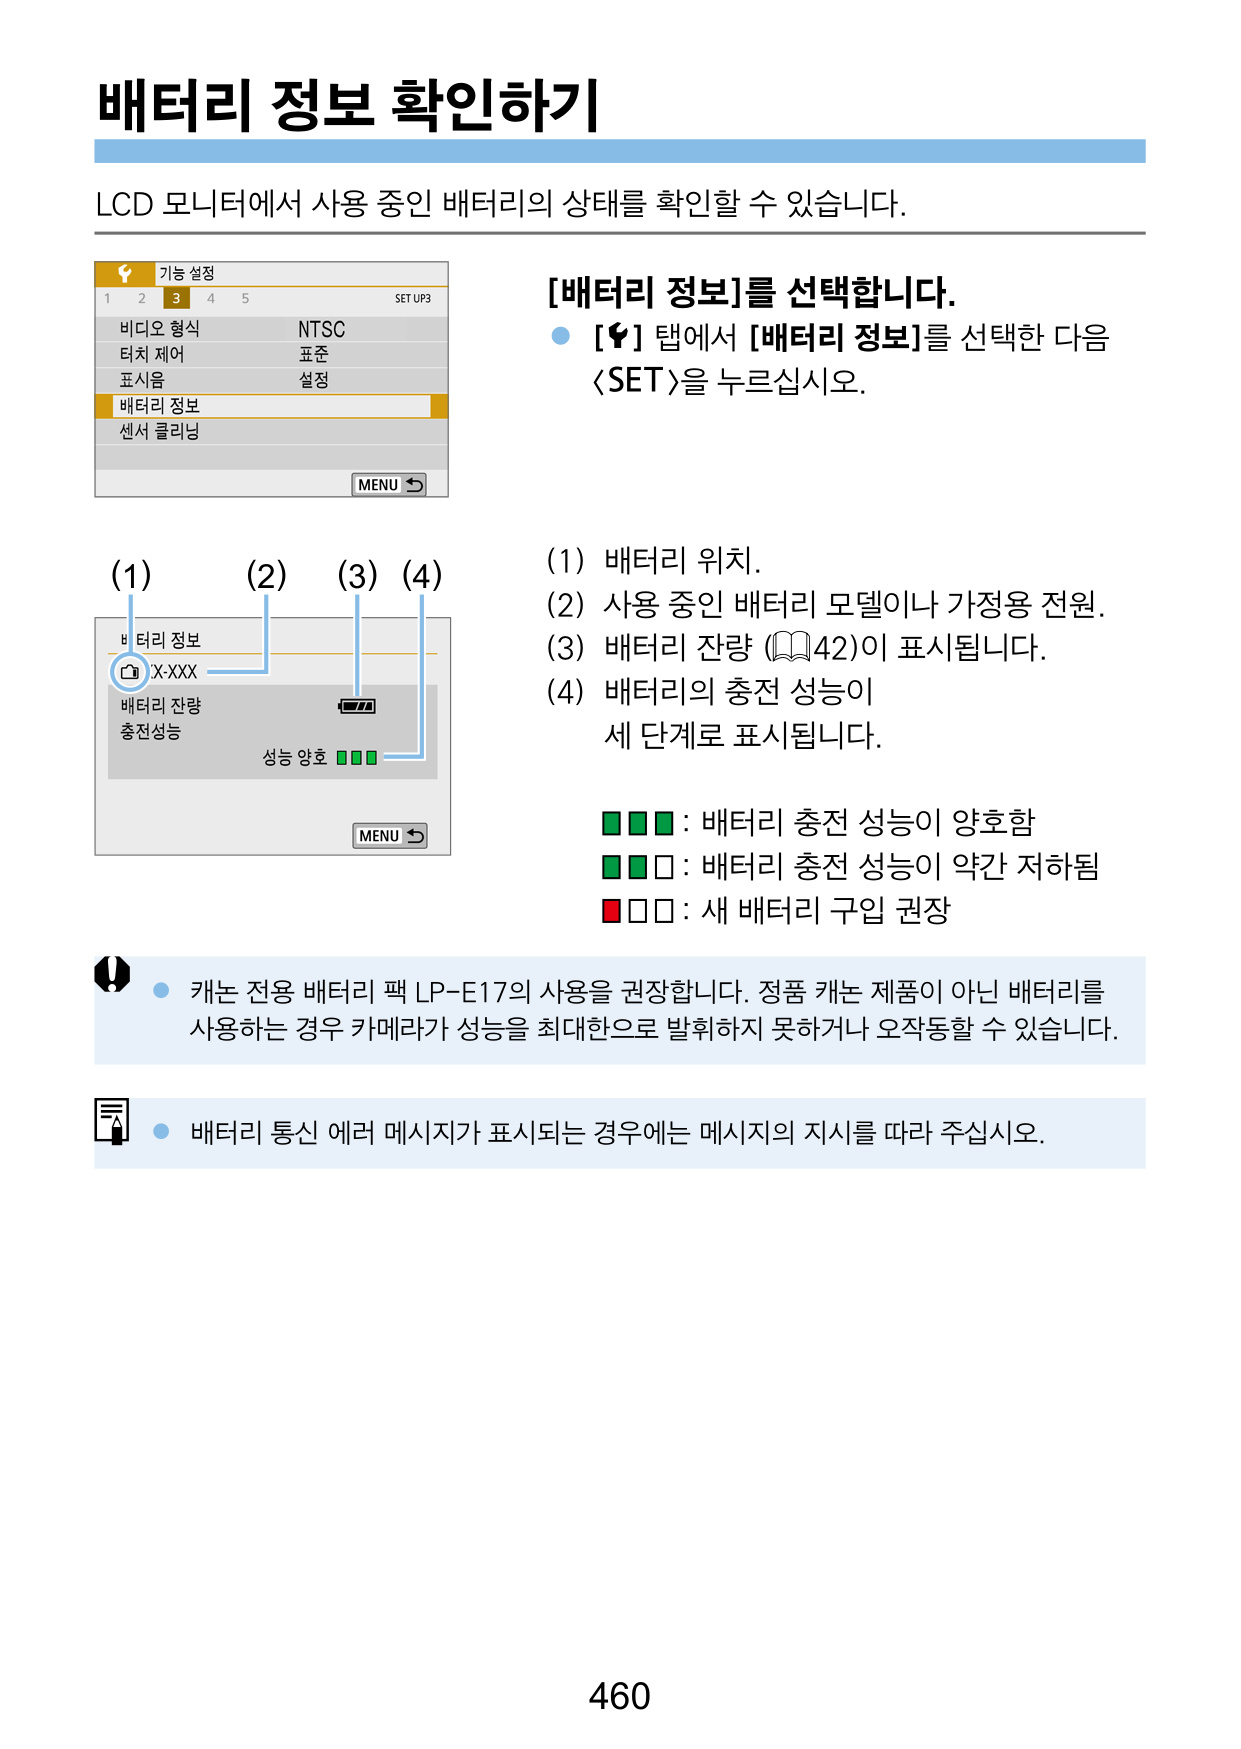 배터리 정보 확인하기
LCD 모니터에서 사용 중인 배터리의 상태를 확인할 수 있습니다.
기능 설정
1 2 3 4 5 SET UP3
비디오 형식 NTSC
터치 제어 표준
표시음 설정
배터리 정보
센서 클리닝
MENU
[배터리 정보]를 선택합니다.
[ ] 탭에서 [배터리 정보]를 선택한 다음
<SET>을 누르십시오.
(1) (2) (3) (4)
배터리 정보
X-XXX
배터리 잔량
충전성능
성능 양호
MENU
(1) 배터리 위치.
(2) 사용 중인 배터리 모델이나 가정용 전원.
(3) 배터리 잔량 (42)이 표시됩니다.
(4) 배터리의 충전 성능이
세 단계로 표시됩니다.
: 배터리 충전 성능이 양호함
: 배터리 충전 성능이 약간 저하됨
: 새 배터리 구입 권장
캐논 전용 배터리 팩 LP-E17의 사용을 권장합니다. 정품 캐논 제품이 아닌 배터리를
사용하는 경우 카메라가 성능을 최대한으로 발휘하지 못하거나 오작동할 수 있습니다.
배터리 통신 에러 메시지가 표시되는 경우에는 메시지의 지시를 따라 주십시오.
460